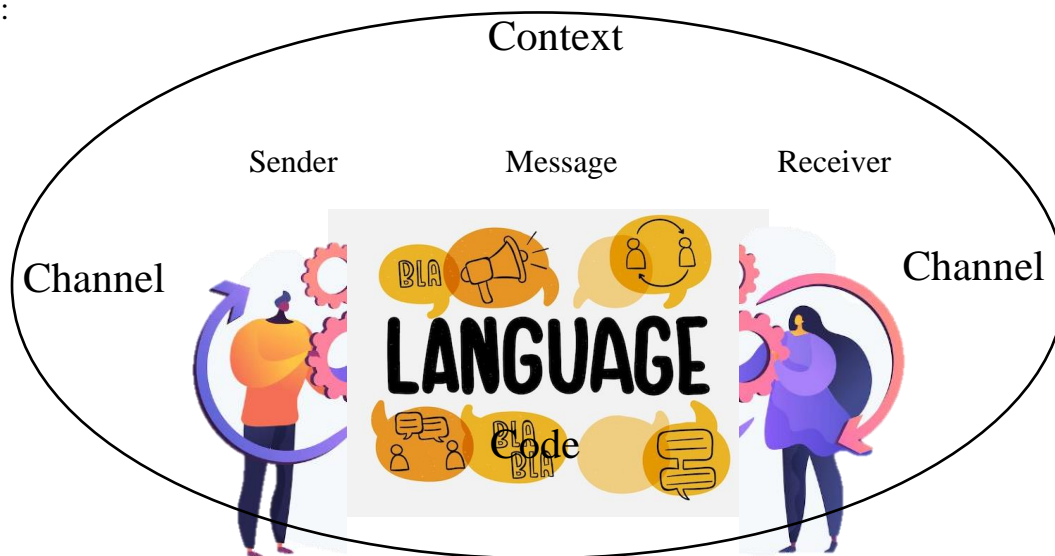 :
Context
Sender Message Receiver
Channel Channel
BLA
LANGUAGE
Code
BLA
BLA